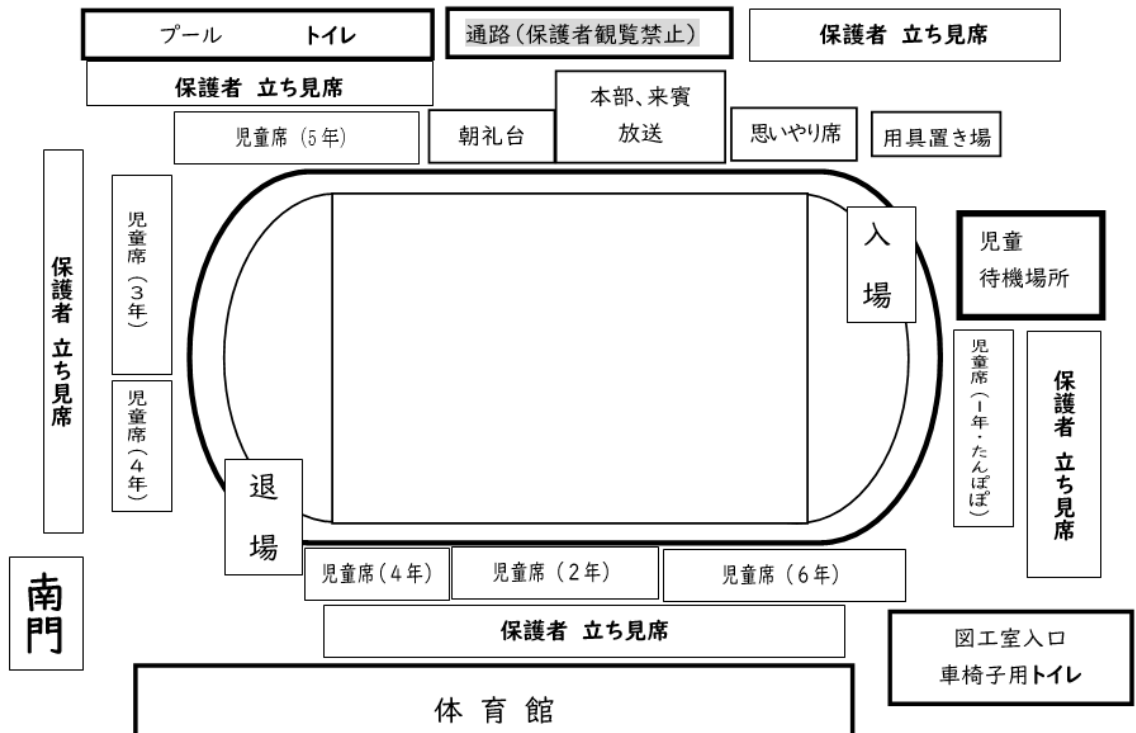 プール トイレ
通路(保護者観覧禁止)
保護者 立ち見席
保護者 立ち見席
児童席(5年)
朝礼台
本部、来賓
放送
思いやり席
用具置き場
保護者 立ち見席
児童席(3年)
児童席(4年)
入場
児童
待機場所
児童席(1年・たんぽぽ)
保護者 立ち見席
退場
児童席(4年)
児童席(2年)
児童席(6年)
保護者 立ち見席
南門
図工室入口
車椅子用トイレ
体育館